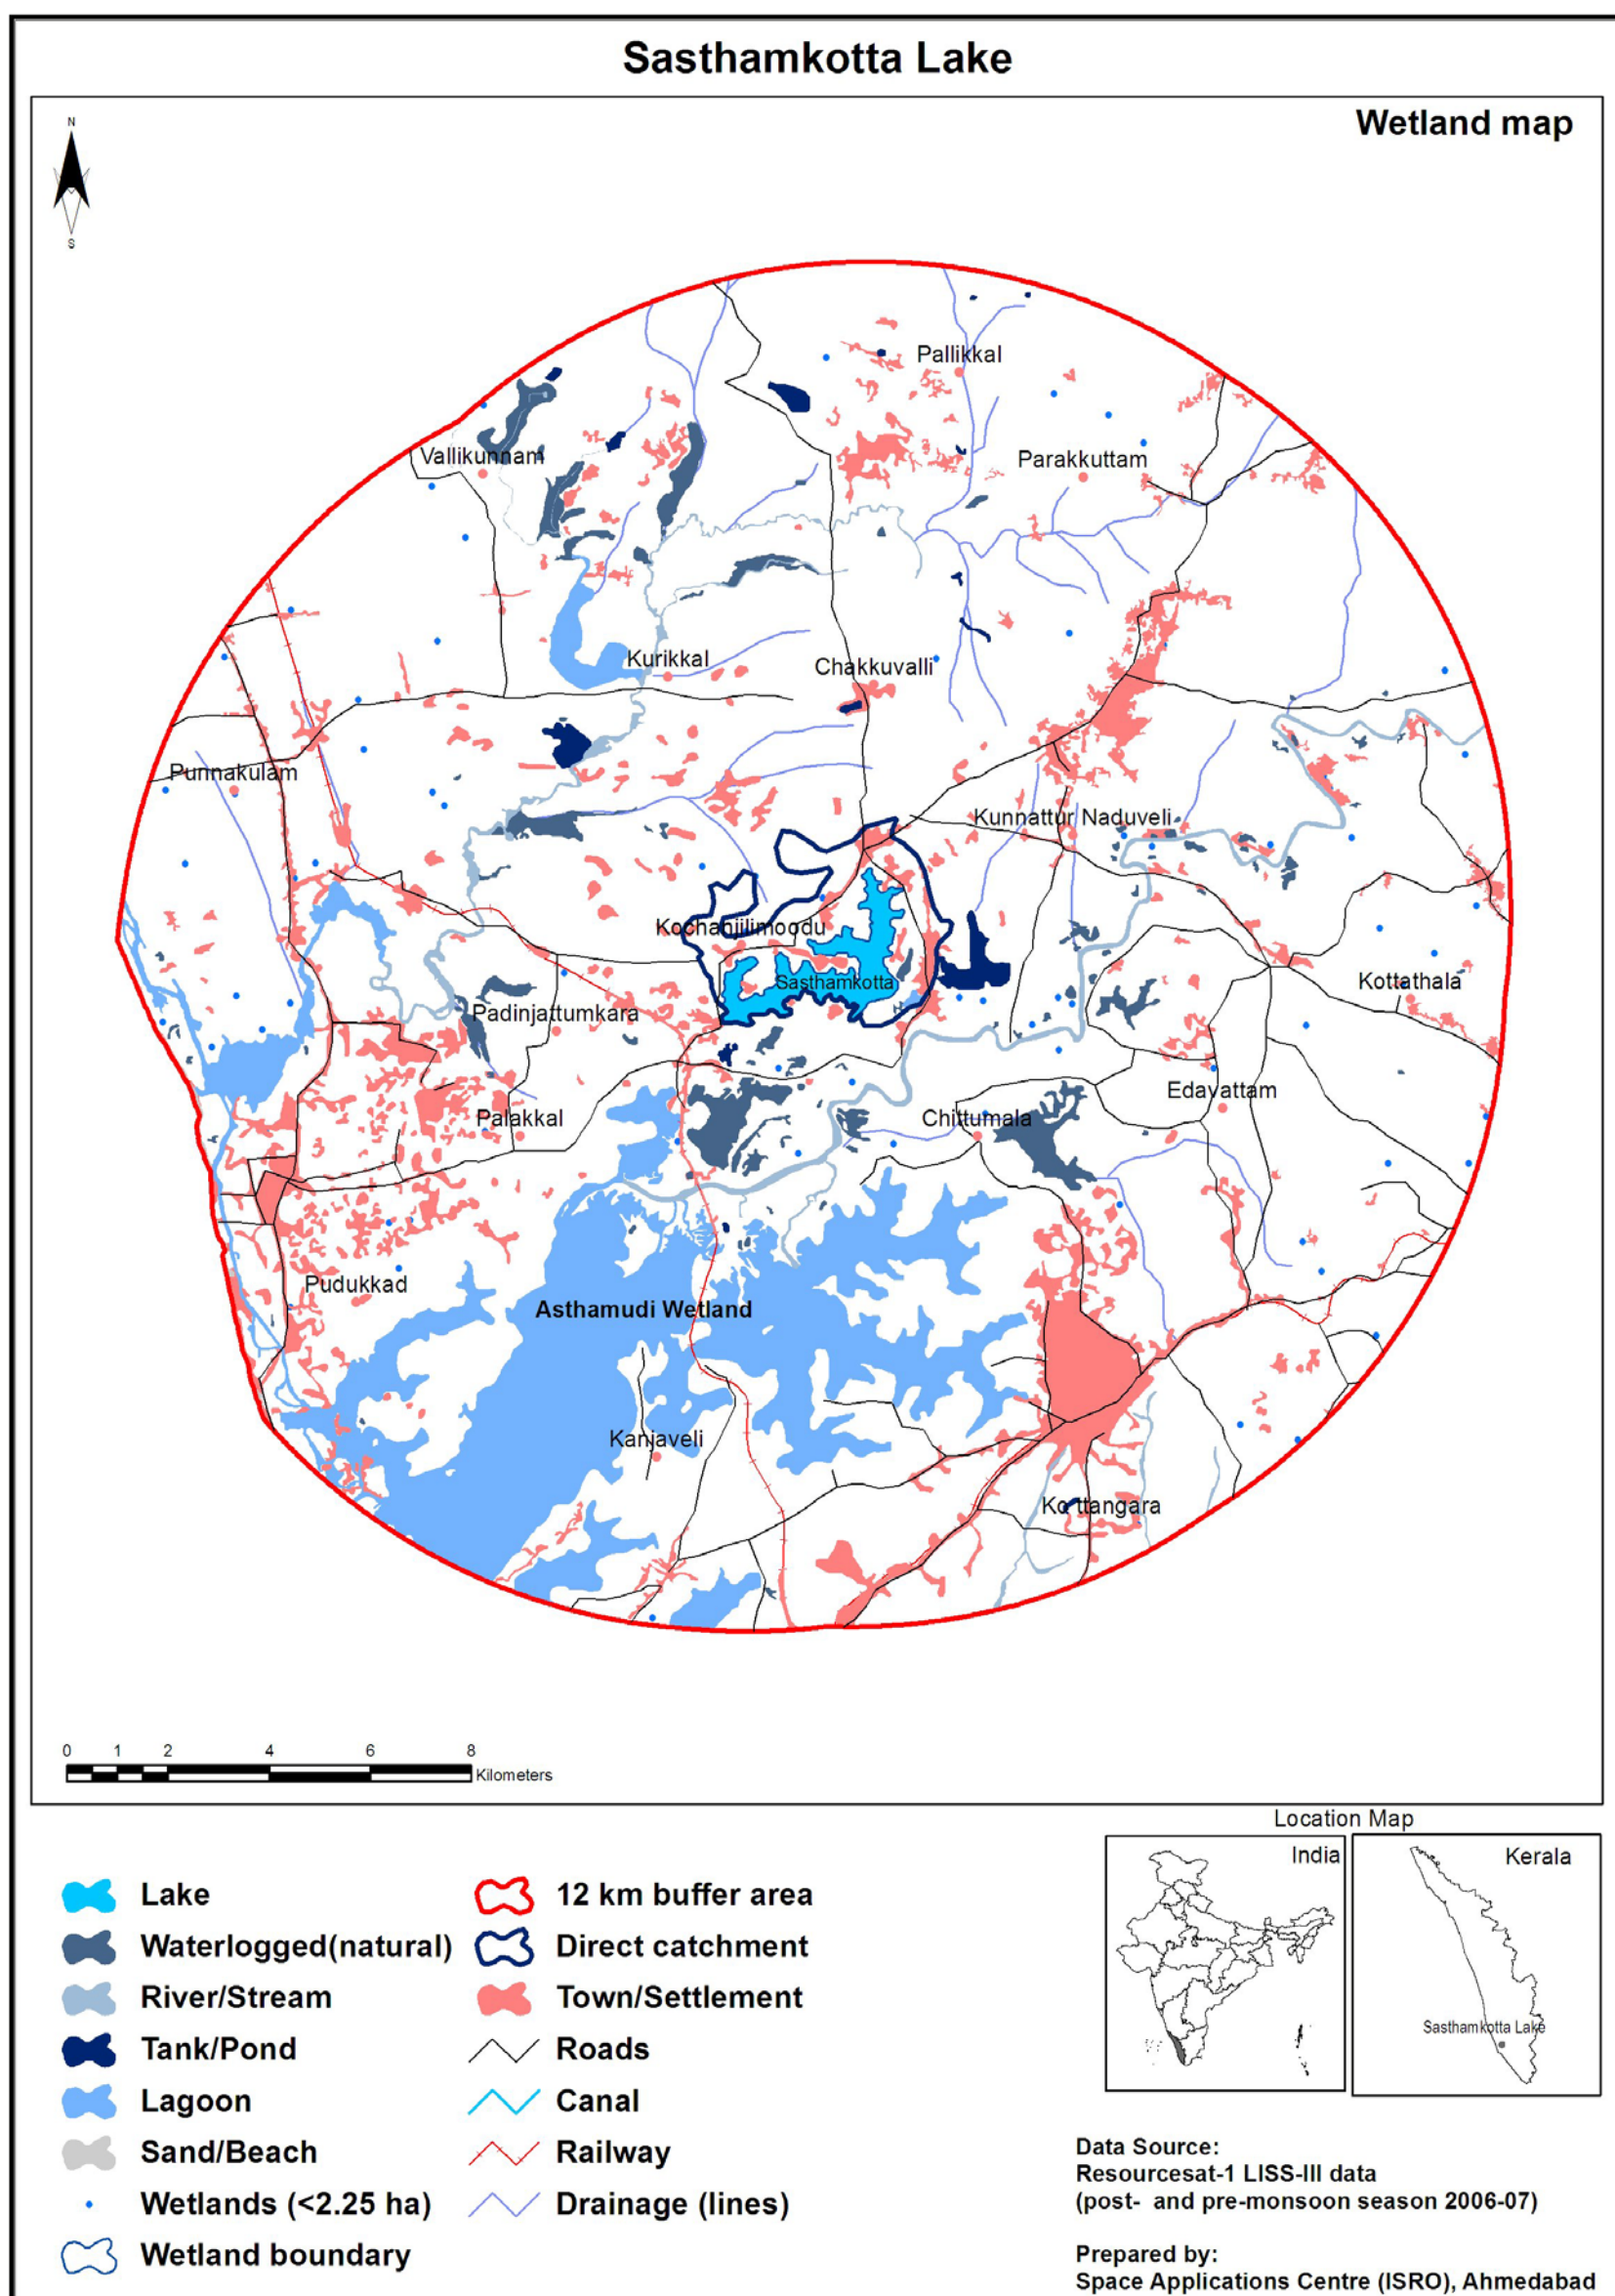 Sasthamkotta Lake
Wetland map
N
S
Pallikkal
Vallikunnam
Parakkuttam
Kurikkal
Chakkuvalli
Punnakulam
Kunnattur Naduveli
Kochanjilimoodu
Sasthamkotta
Kottathala
Padinjattumkara
Edavattam
Palakkal
Chittumala
Pudukkad
Asthamudi Wetland
Kanjaveli
Kottangara
0 1 2 4 6 8
Kilometers
Location Map
India
Kerala
Sasthamkotta Lake
Lake
Waterlogged(natural)
River/Stream
Tank/Pond
Lagoon
Sand/Beach
Wetlands (<2.25 ha)
Wetland boundary
12 km buffer area
Direct catchment
Town/Settlement
Roads
Canal
Railway
Drainage (lines)
Data Source:
Resourcesat-1 LISS-III data
(post- and pre-monsoon season 2006-07)
Prepared by:
Space Applications Centre (ISRO), Ahmedabad